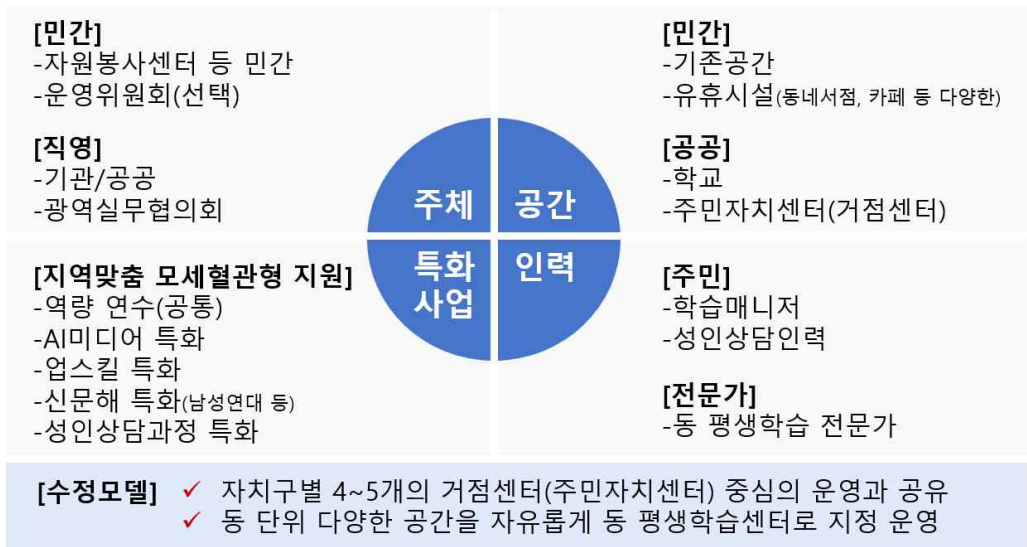 [민간]
-자원봉사센터 등 민간
-운영위원회(선택)
[직영]
-기관/공공
-광역실무협의회
[민간]
-기존공간
-유휴시설(동네서점, 카페 등 다양한)
[공공]
-학교
-주민자치센터(거점센터)
주체
공간
특화
사업
인력
[지역맞춤 모세혈관형 지원]
-역량 연수(공통)
-AI미디어 특화
-업스킬 특화
-신문해 특화(남성연대 등)
-성인상담과정 특화
[주민]
-학습매니저
-성인상담인력
[전문가]
-동 평생학습 전문가
[수정모델] ✓ 자치구별 4~5개의 거점센터(주민자치센터) 중심의 운영과 공유
✓ 동 단위 다양한 공간을 자유롭게 동 평생학습센터로 지정 운영